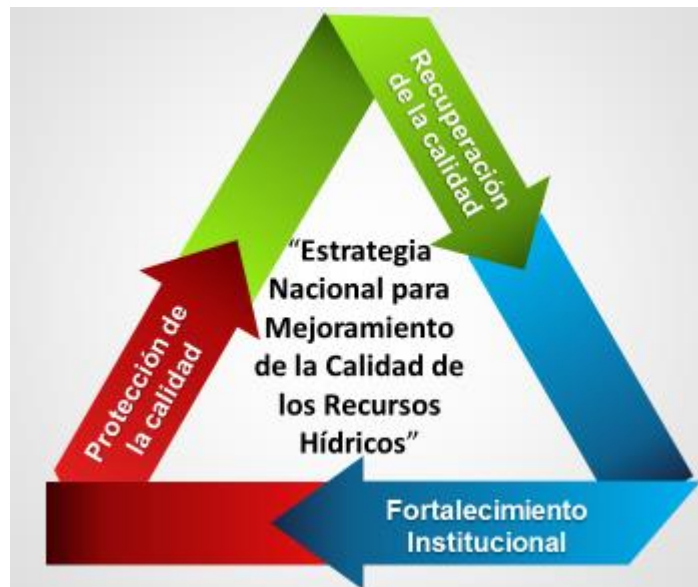 Recuperación
de la calidad
Protección de
la calidad
“Estrategia
Nacional para
Mejoramiento
de la Calidad de
los Recursos
Hídricos”
Fortalecimiento
Institucional